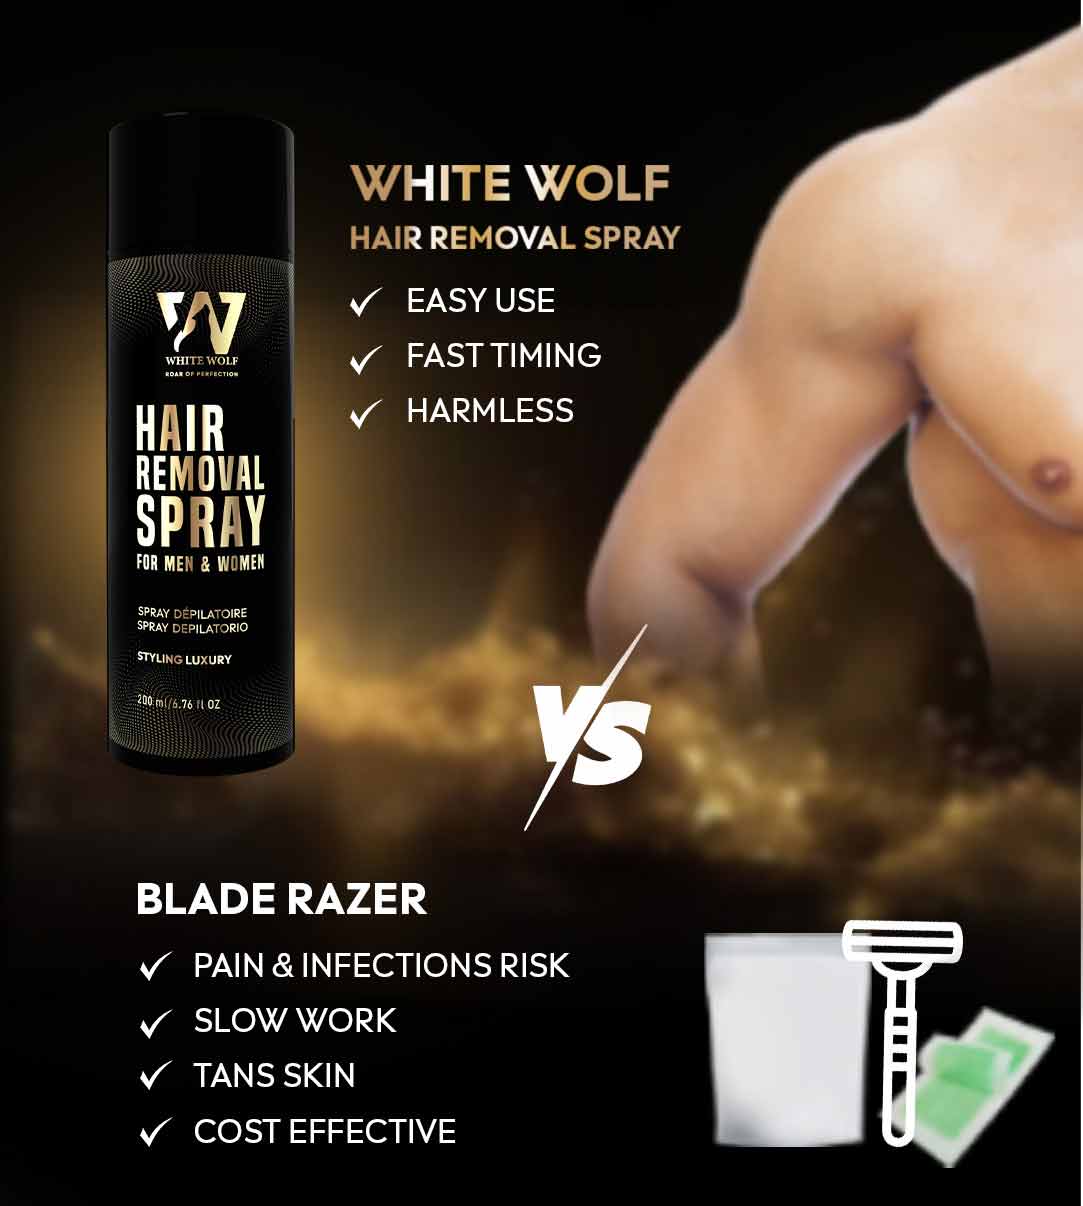 WHITE WOLF
HAIR REMOVAL SPRAY
EASY USE
FAST TIMING
HARMLESS
W
WHITE WOLF
ROAR OF PERFECTION
HAIR
REMOVAL
SPRAY
FOR MEN & WOMEN
SPRAY DÉPILATOIRE
SPRAY DEPILATORIO
STYLING LUXURY
200 ml/6.76 fl OZ
VS
BLADE RAZER
PAIN & INFECTIONS RISK
SLOW WORK
TANS SKIN
COST EFFECTIVE